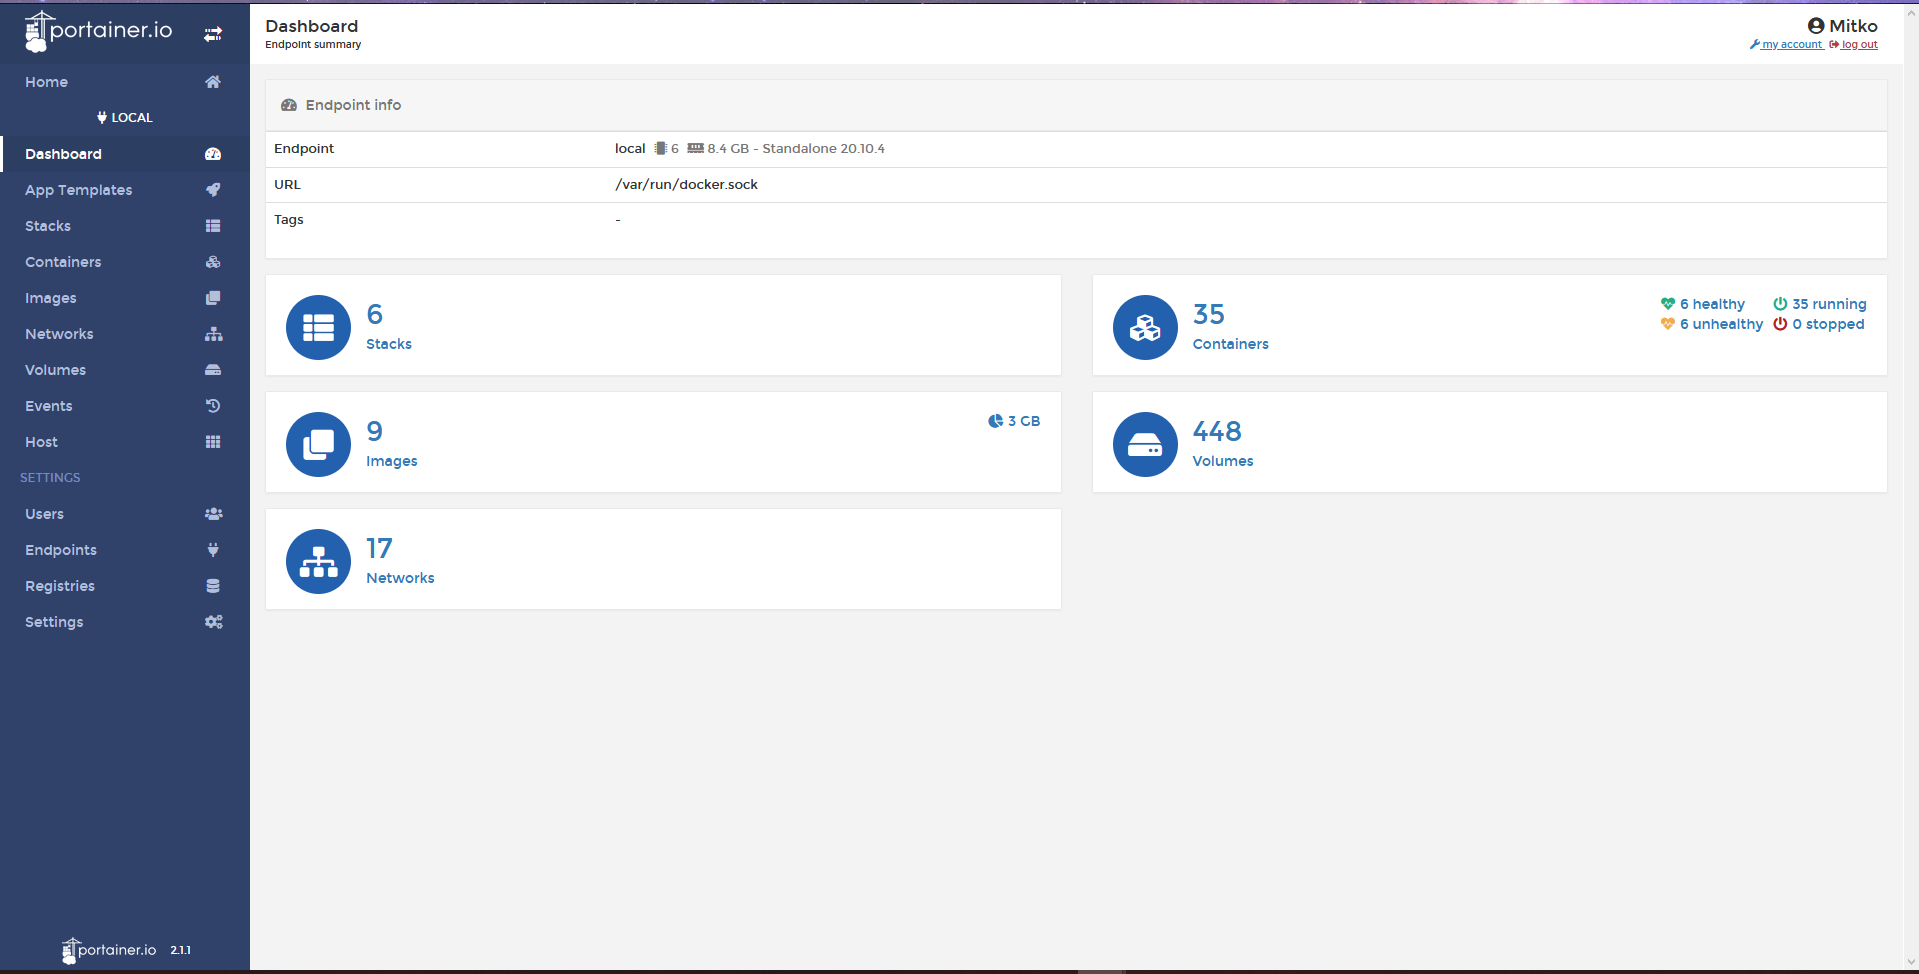 portainer.io
Home
LOCAL
Dashboard
App Templates
Stacks
Containers
Images
Networks
Volumes
Events
Host
SETTINGS
Users
Endpoints
Registries
Settings
portainer.io 2.1.1
Dashboard
Endpoint summary
Mitko
my account log out
Endpoint info
Endpoint local 6 8.4 GB - Standalone 20.10.4
URL /var/run/docker.sock
Tags -
6
Stacks
35
Containers
6 healthy 35 running
6 unhealthy 0 stopped
9
Images
3 GB
448
Volumes
17
Networks